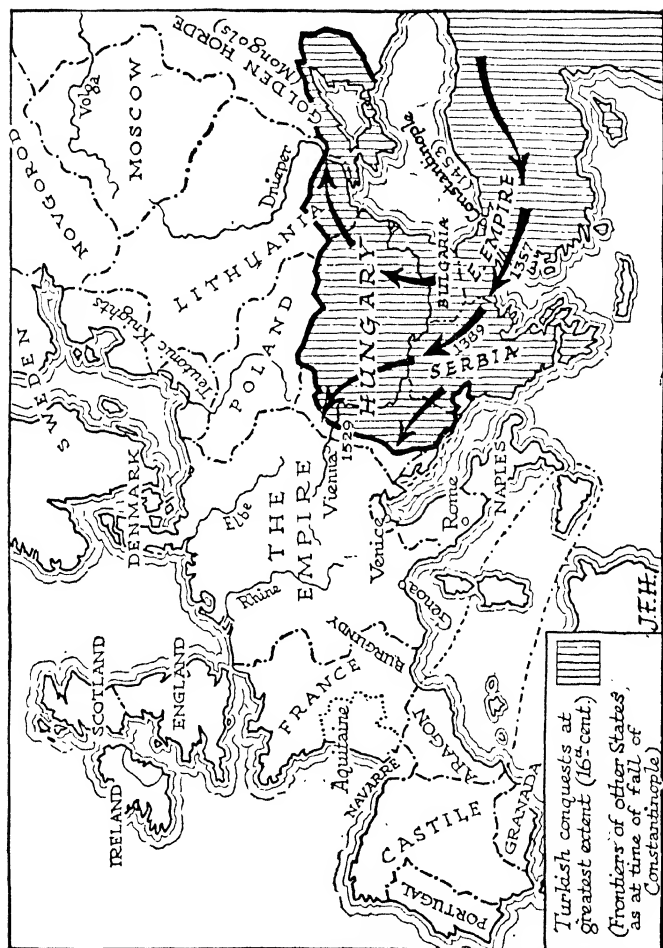 NOVGOROD
MOSCOW
Volga
GOLDEN HORDE
(Mongols)
SWEDEN
Teutonic Knights
LITHUANIA
Dnieper
POLAND
DENMARK
SCOTLAND
IRELAND
ENGLAND
Elbe
THE
EMPIRE
Rhine
Vienna
1529
HUNGARY
BULGARIA
Constantinople
(1453)
E. EMPIRE
1357
1389
SERBIA
FRANCE
BURGUNDY
Aquitaine
Venice
Genoa
Rome
NAPLES
NAVARRE
ARAGON
CASTILE
PORTUGAL
GRANADA
Turkish conquests at
greatest extent (16th cent.)
(Frontiers of other States,
as at time of fall of
Constantinople)
J.F.H.